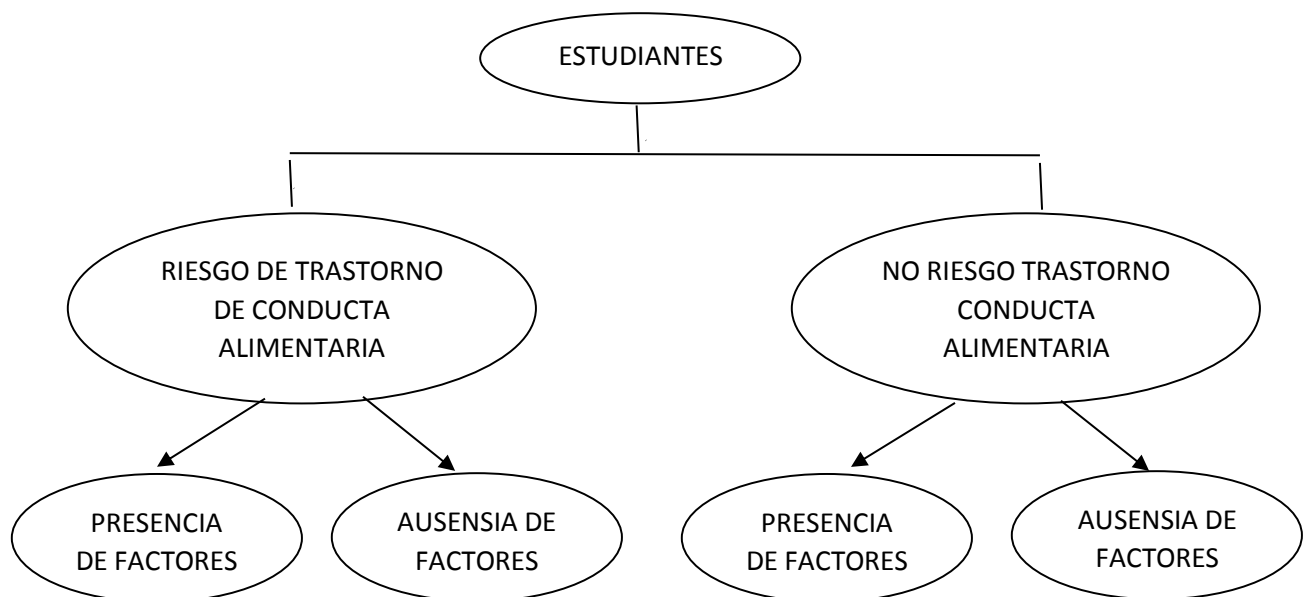 ESTUDIANTES
RIESGO DE TRASTORNO
DE CONDUCTA
ALIMENTARIA
NO RIESGO TRASTORNO
CONDUCTA
ALIMENTARIA
PRESENCIA
DE FACTORES
AUSENSIA DE
FACTORES
PRESENCIA
DE FACTORES
AUSENSIA DE
FACTORES